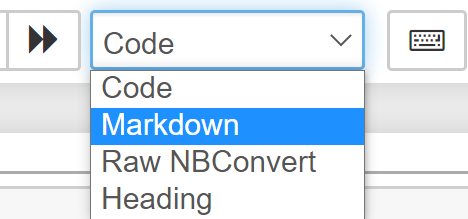 Code
Code
Markdown
Raw NBConvert
Heading